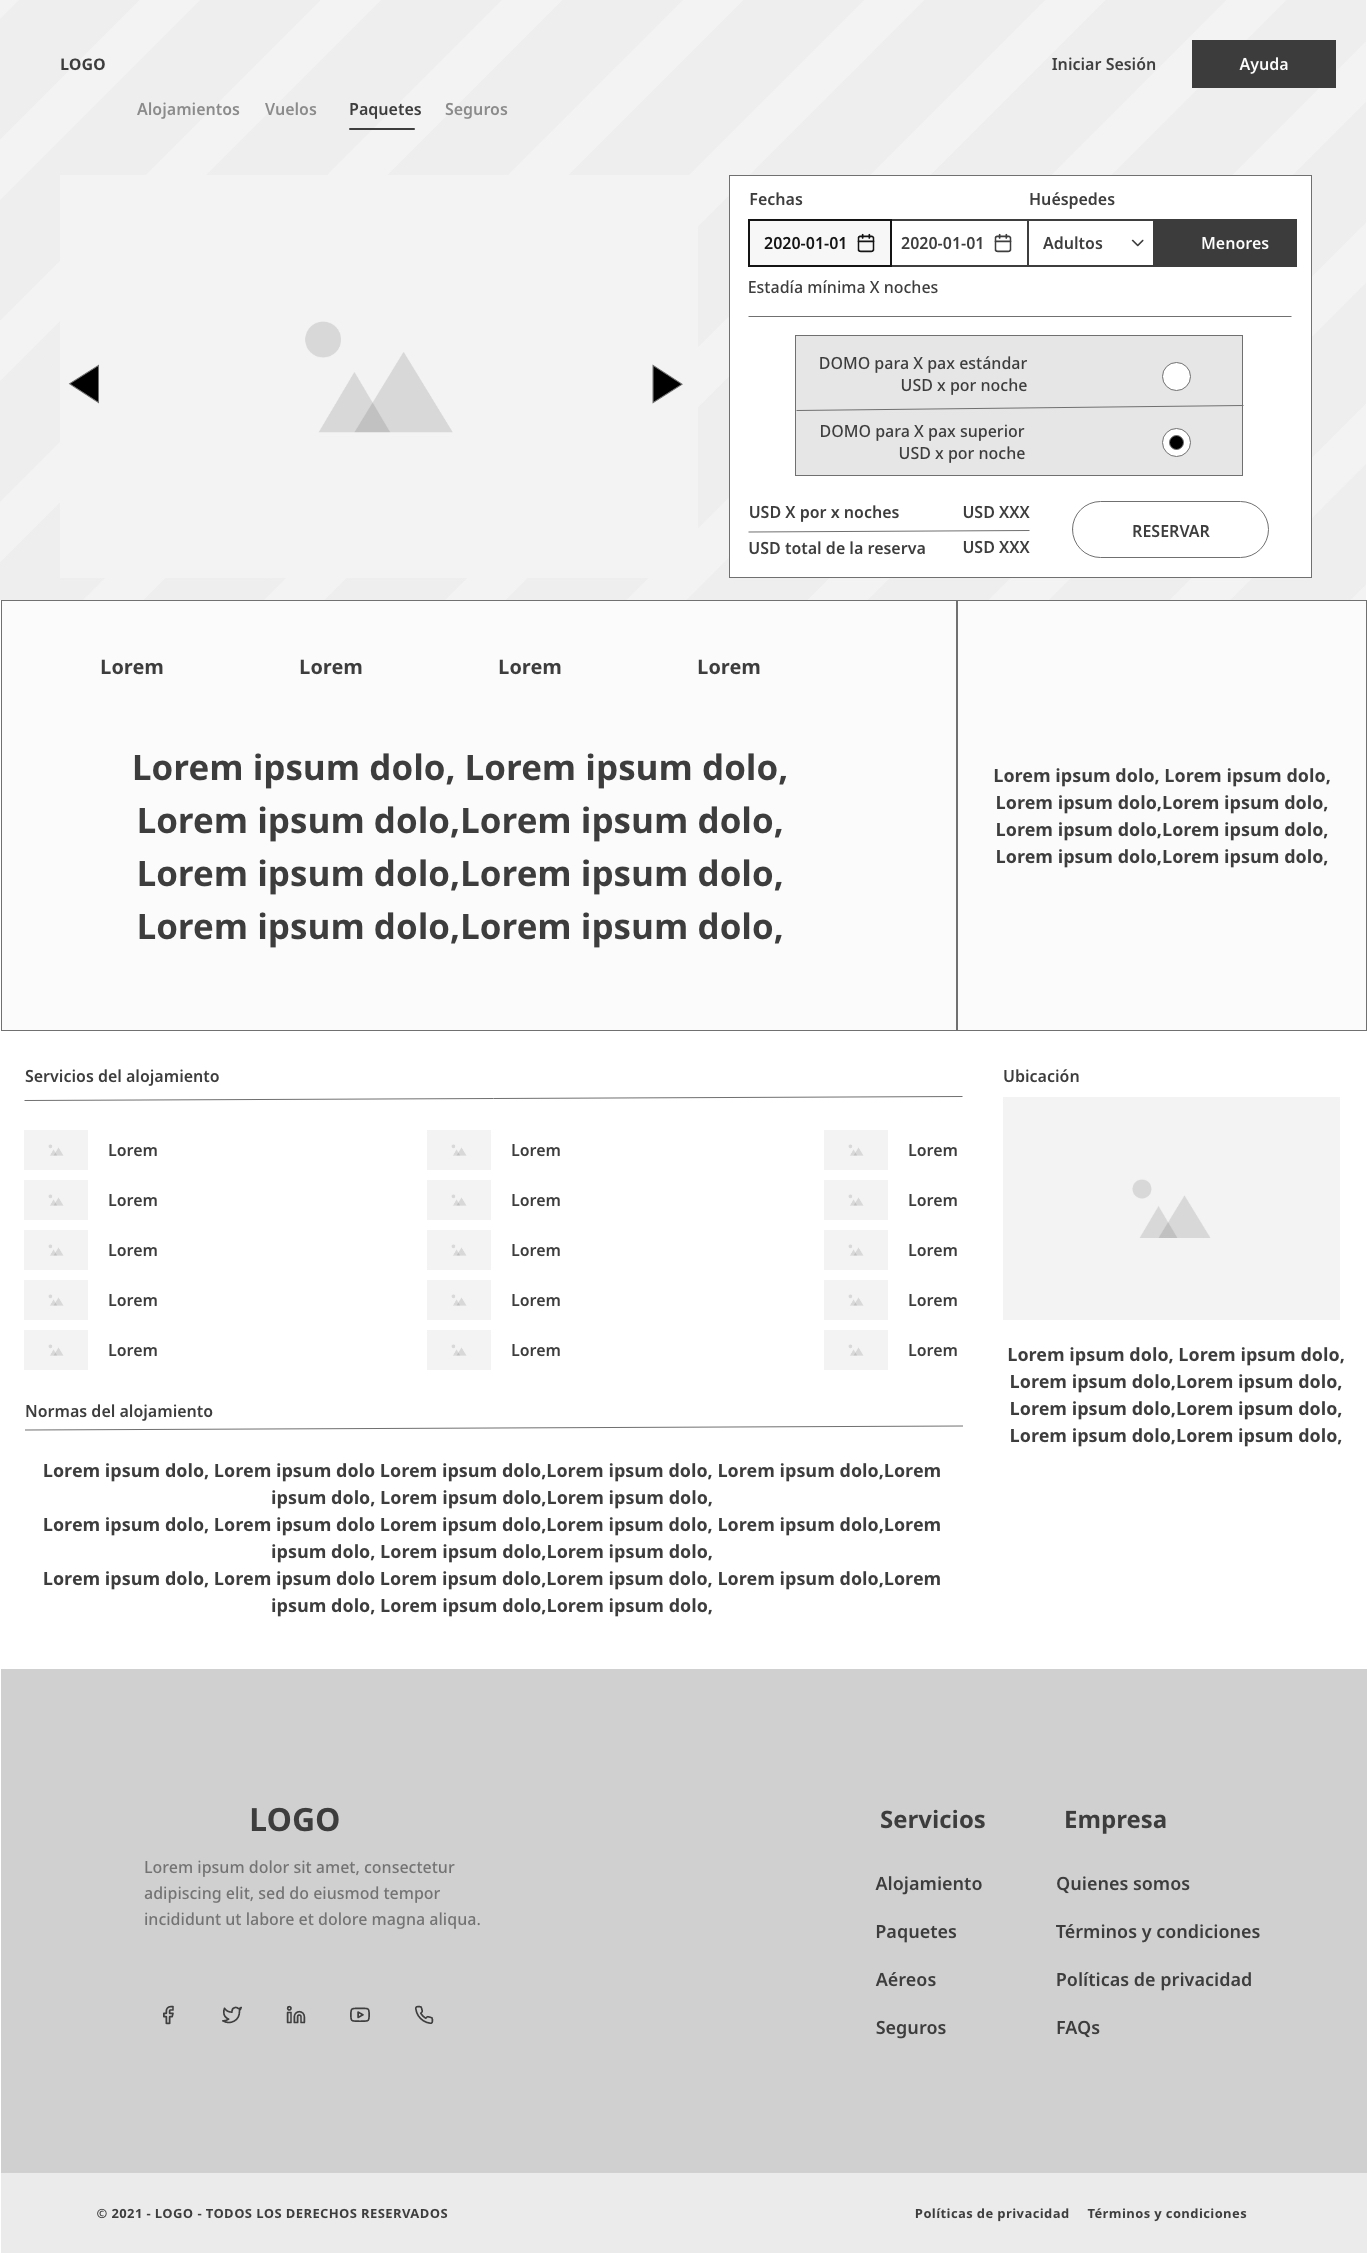 LOGO
Iniciar Sesión
Ayuda
Alojamientos Vuelos Paquetes Seguros
Fechas
Huéspedes
2020-01-01 2020-01-01 Adultos Menores
Estadía mínima X noches
DOMO para X pax estándar
USD x por noche
DOMO para X pax superior
USD x por noche
USD X por x noches USD XXX
USD total de la reserva USD XXX
RESERVAR
Lorem Lorem Lorem Lorem
Lorem ipsum dolo, Lorem ipsum dolo,
Lorem ipsum dolo,Lorem ipsum dolo,
Lorem ipsum dolo,Lorem ipsum dolo,
Lorem ipsum dolo,Lorem ipsum dolo,
Lorem ipsum dolo, Lorem ipsum dolo,
Lorem ipsum dolo,Lorem ipsum dolo,
Lorem ipsum dolo,Lorem ipsum dolo,
Lorem ipsum dolo,Lorem ipsum dolo,
Servicios del alojamiento
Lorem Lorem Lorem
Lorem Lorem Lorem
Lorem Lorem Lorem
Lorem Lorem Lorem
Lorem Lorem Lorem
Ubicación
Lorem ipsum dolo, Lorem ipsum dolo,
Lorem ipsum dolo,Lorem ipsum dolo,
Lorem ipsum dolo,Lorem ipsum dolo,
Lorem ipsum dolo,Lorem ipsum dolo,
Normas del alojamiento
Lorem ipsum dolo, Lorem ipsum dolo Lorem ipsum dolo,Lorem ipsum dolo, Lorem ipsum dolo,Lorem
ipsum dolo, Lorem ipsum dolo,Lorem ipsum dolo,
Lorem ipsum dolo, Lorem ipsum dolo Lorem ipsum dolo,Lorem ipsum dolo, Lorem ipsum dolo,Lorem
ipsum dolo, Lorem ipsum dolo,Lorem ipsum dolo,
Lorem ipsum dolo, Lorem ipsum dolo Lorem ipsum dolo,Lorem ipsum dolo, Lorem ipsum dolo,Lorem
ipsum dolo, Lorem ipsum dolo,Lorem ipsum dolo,
LOGO
Lorem ipsum dolor sit amet, consectetur
adipiscing elit, sed do eiusmod tempor
incididunt ut labore et dolore magna aliqua.
Servicios
Alojamiento
Paquetes
Aéreos
Seguros
Empresa
Quienes somos
Términos y condiciones
Políticas de privacidad
FAQs
© 2021 - LOGO - TODOS LOS DERECHOS RESERVADOS
Políticas de privacidad Términos y condiciones